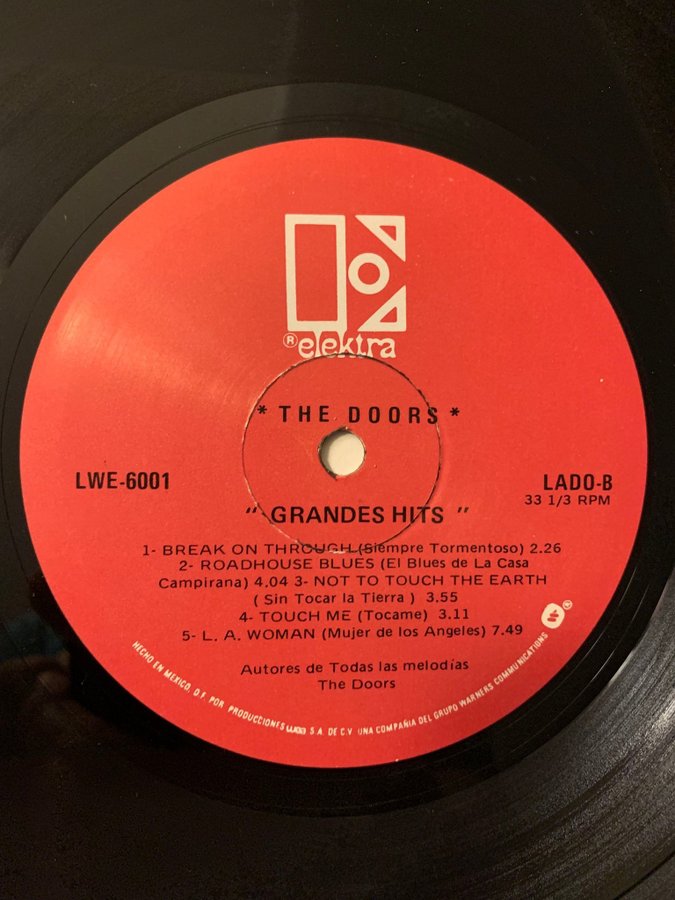 ® elektra
* THE DOORS *
LWE-6001
LADO-B
33 1/3 RPM
" GRANDES HITS "
1- BREAK ON THROUGH (Siempre Tormentoso) 2.26
2- ROADHOUSE BLUES (El Blues de La Casa
Campirana) 4.04 3- NOT TO TOUCH THE EARTH
( Sin Tocar la Tierra ) 3.55
4- TOUCH ME (Tocame) 3.11
5- L. A. WOMAN (Mujer de los Angeles) 7.49
Autores de Todas las melodías
The Doors
HECHO EN MEXICO, D.F. POR PRODUCCIONES wea S.A. DE C.V. UNA COMPAÑIA DEL GRUPO WARNERS COMMUNICATIONS ®